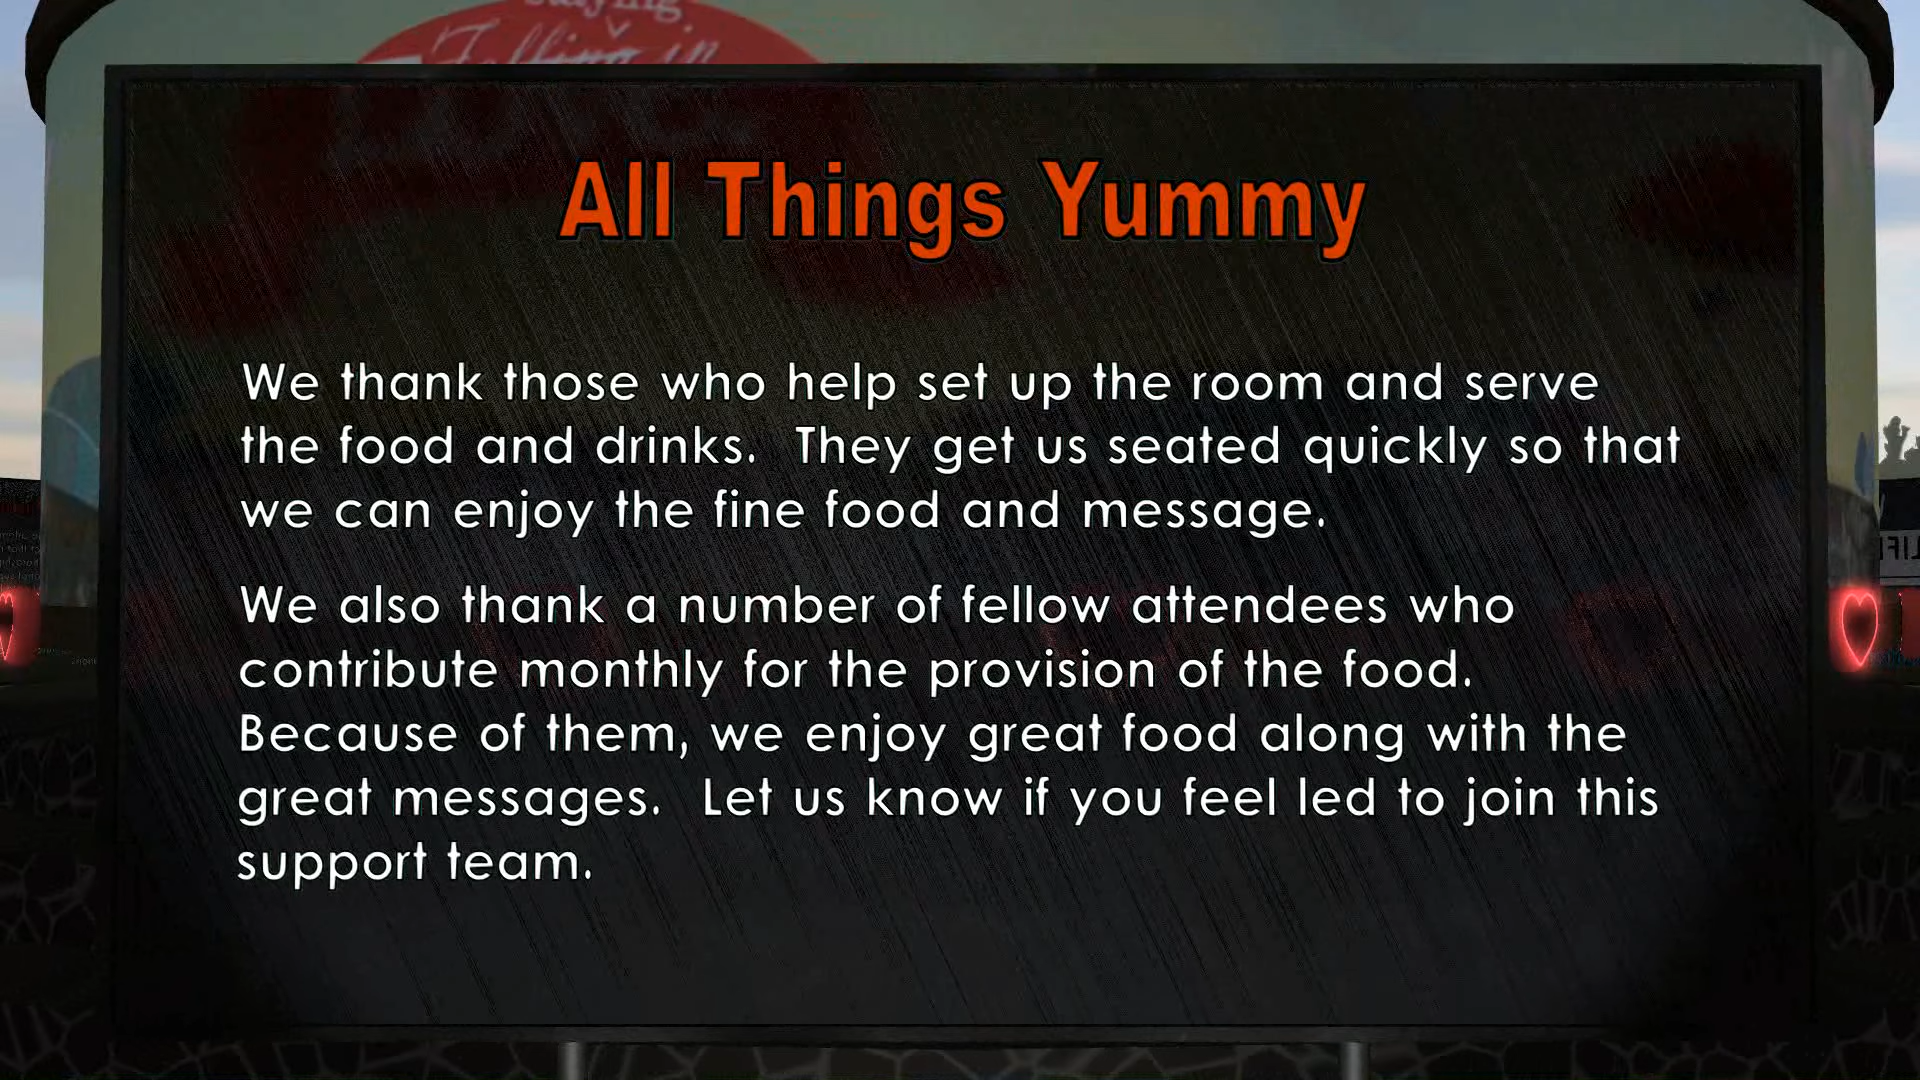 staying
Falling in
All Things Yummy
We thank those who help set up the room and serve
the food and drinks.  They get us seated quickly so that
we can enjoy the fine food and message.
We also thank a number of fellow attendees who
contribute monthly for the provision of the food.
Because of them, we enjoy great food along with the
great messages.  Let us know if you feel led to join this
support team.